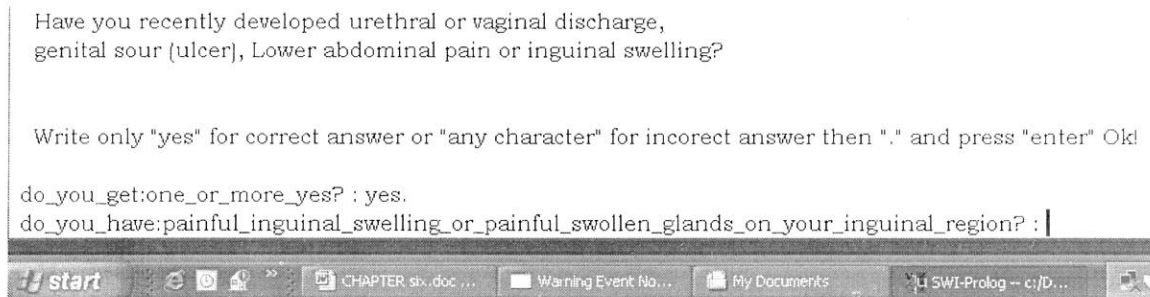 Have you recently developed urethral or vaginal discharge,
genital sour (ulcer), Lower abdominal pain or inguinal swelling?
Write only "yes" for correct answer or "any character" for incorect answer then "." and press "enter" Ok!
do_you_get:one_or_more_yes? : yes.
do_you_have:painful_inguinal_swelling_or_painful_swollen_glands_on_your_inguinal_region? :
start
CHAPTER six.doc ...
Warning Event No...
My Documents
SWI-Prolog -- c:/D...